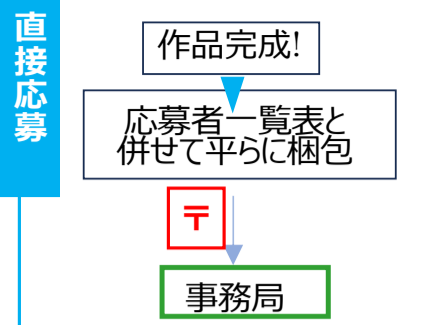 直接応募
作品完成!
応募者一覧表と
併せて平らに梱包
〒
事務局